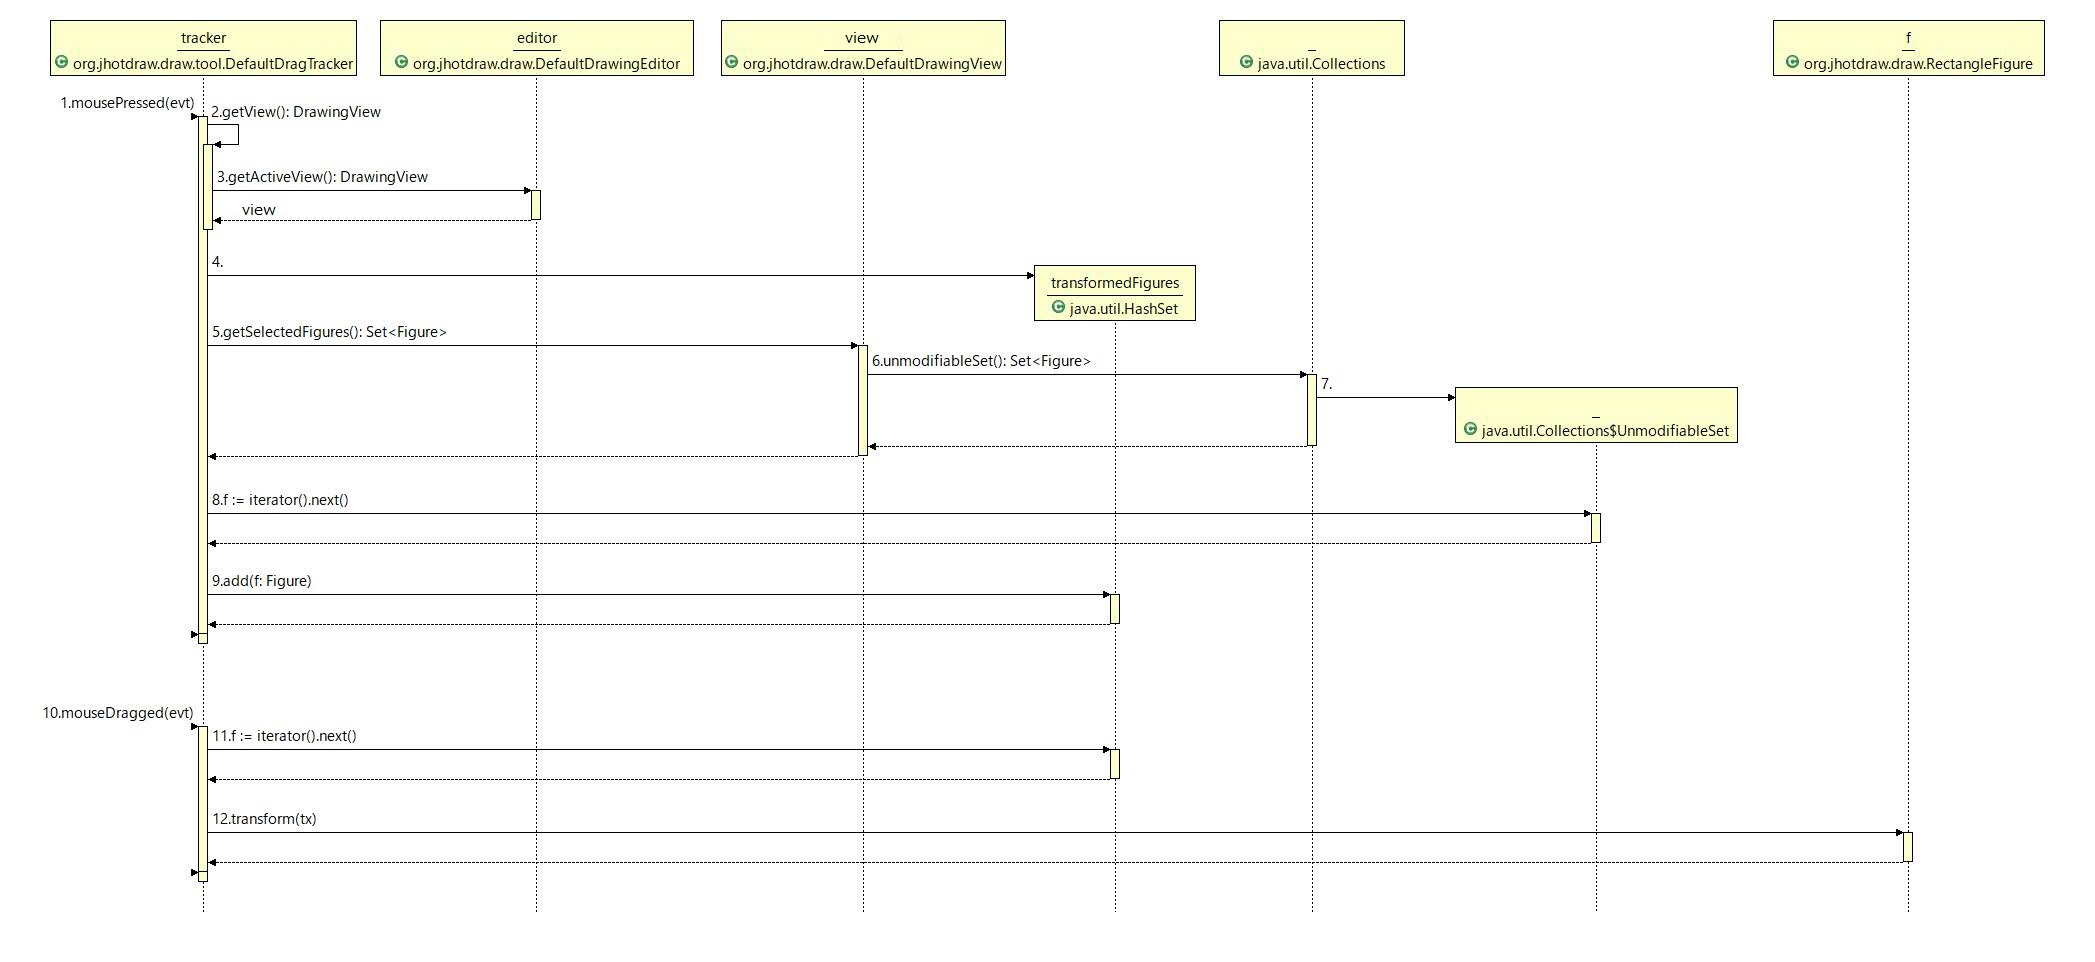 tracker
org.jhotdraw.draw.tool.DefaultDragTracker
editor
org.jhotdraw.draw.DefaultDrawingEditor
view
org.jhotdraw.draw.DefaultDrawingView
_
java.util.Collections
f
org.jhotdraw.draw.RectangleFigure
1.mousePressed(evt)
2.getView(): DrawingView
3.getActiveView(): DrawingView
view
4.
transformedFigures
java.util.HashSet
5.getSelectedFigures(): Set<Figure>
6.unmodifiableSet(): Set<Figure>
7.
_
java.util.Collections$UnmodifiableSet
8.f := iterator().next()
9.add(f: Figure)
10.mouseDragged(evt)
11.f := iterator().next()
12.transform(tx)